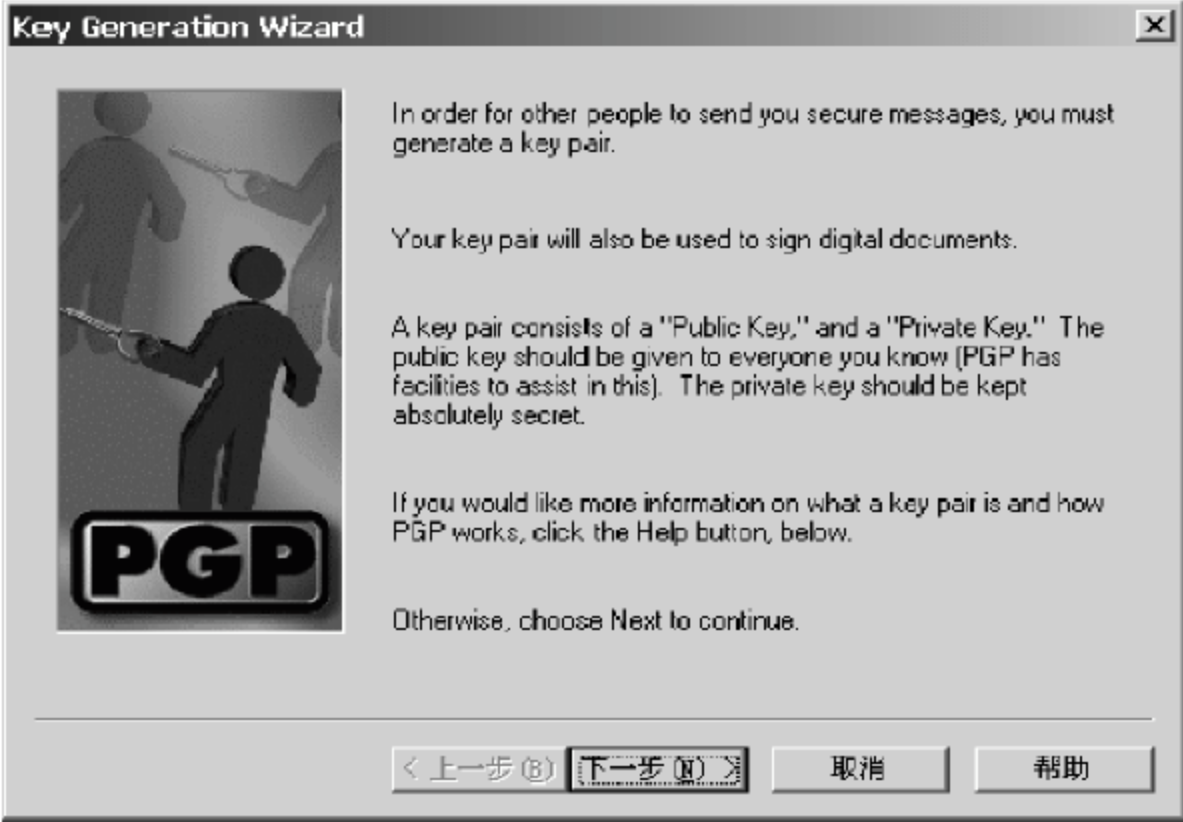 Key Generation Wizard
In order for other people to send you secure messages, you must
generate a key pair.
Your key pair will also be used to sign digital documents.
A key pair consists of a "Public Key," and a "Private Key." The
public key should be given to everyone you know (PGP has
facilities to assist in this). The private key should be kept
absolutely secret.
If you would like more information on what a key pair is and how
PGP works, click the Help button, below.
PGP
Otherwise, choose Next to continue.
< 上一步(B) 下一步(N) > 取消 帮助